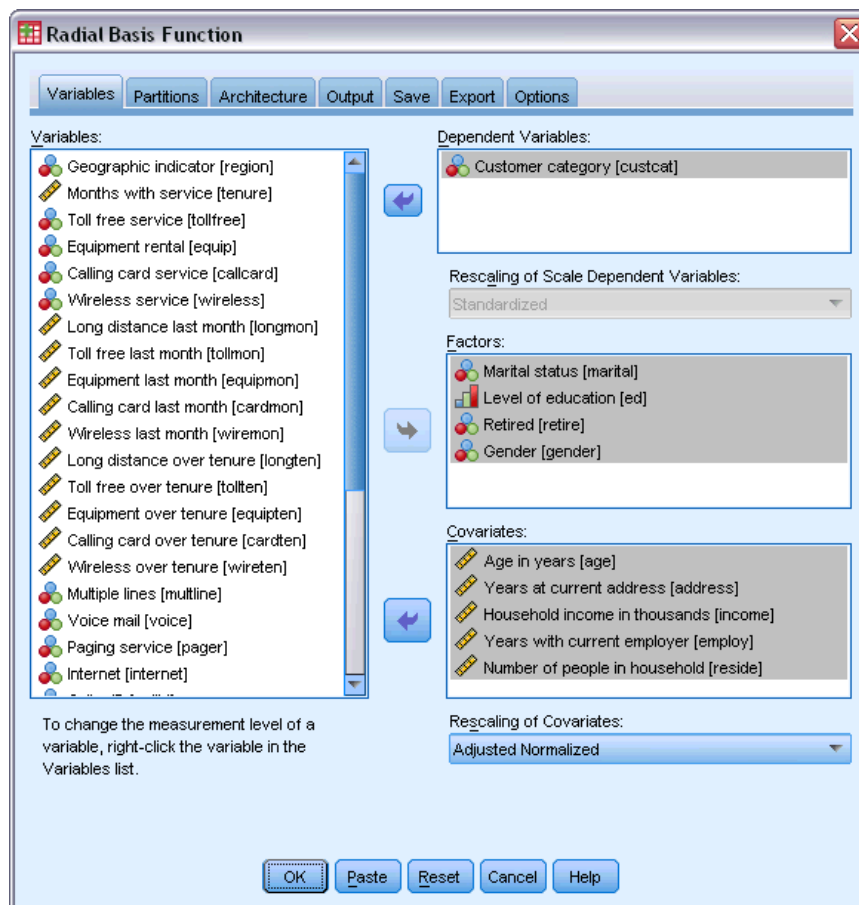 Radial Basis Function
Variables Partitions Architecture Output Save Export Options
Variables:
Geographic indicator [region]
Months with service [tenure]
Toll free service [tollfree]
Equipment rental [equip]
Calling card service [callcard]
Wireless service [wireless]
Long distance last month [longmon]
Toll free last month [tollmon]
Equipment last month [equipmon]
Calling card last month [cardmon]
Wireless last month [wiremon]
Long distance over tenure [longten]
Toll free over tenure [tollten]
Equipment over tenure [equipten]
Calling card over tenure [cardten]
Wireless over tenure [wireten]
Multiple lines [multline]
Voice mail [voice]
Paging service [pager]
Internet [internet]
To change the measurement level of a
variable, right-click the variable in the
Variables list.
Dependent Variables:
Customer category [custcat]
Rescaling of Scale Dependent Variables:
Standardized
Factors:
Marital status [marital]
Level of education [ed]
Retired [retire]
Gender [gender]
Covariates:
Age in years [age]
Years at current address [address]
Household income in thousands [income]
Years with current employer [employ]
Number of people in household [reside]
Rescaling of Covariates:
Adjusted Normalized
OK Paste Reset Cancel Help